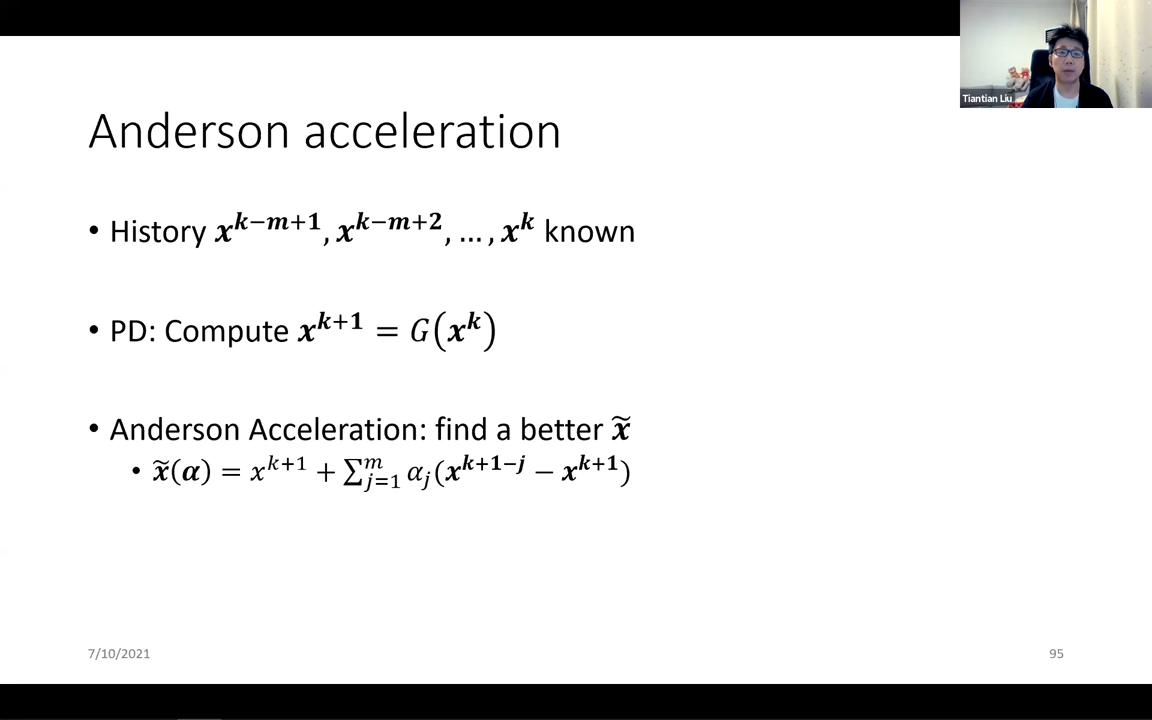 Tiantian Liu
Anderson acceleration
• History 𝒙^{𝒌−𝒎+𝟏}, 𝒙^{𝒌−𝒎+𝟐}, … , 𝒙^{𝒌} known
• PD: Compute 𝒙^{𝒌+𝟏} = 𝐺(𝒙^{𝒌})
• Anderson Acceleration: find a better 𝒙̃
• 𝒙̃(𝜶) = 𝑥^{𝑘+1} + ∑_{𝑗=1}^{𝑚} 𝛼_𝑗(𝒙^{𝒌+𝟏−𝒋} − 𝒙^{𝒌+𝟏})
7/10/2021
95